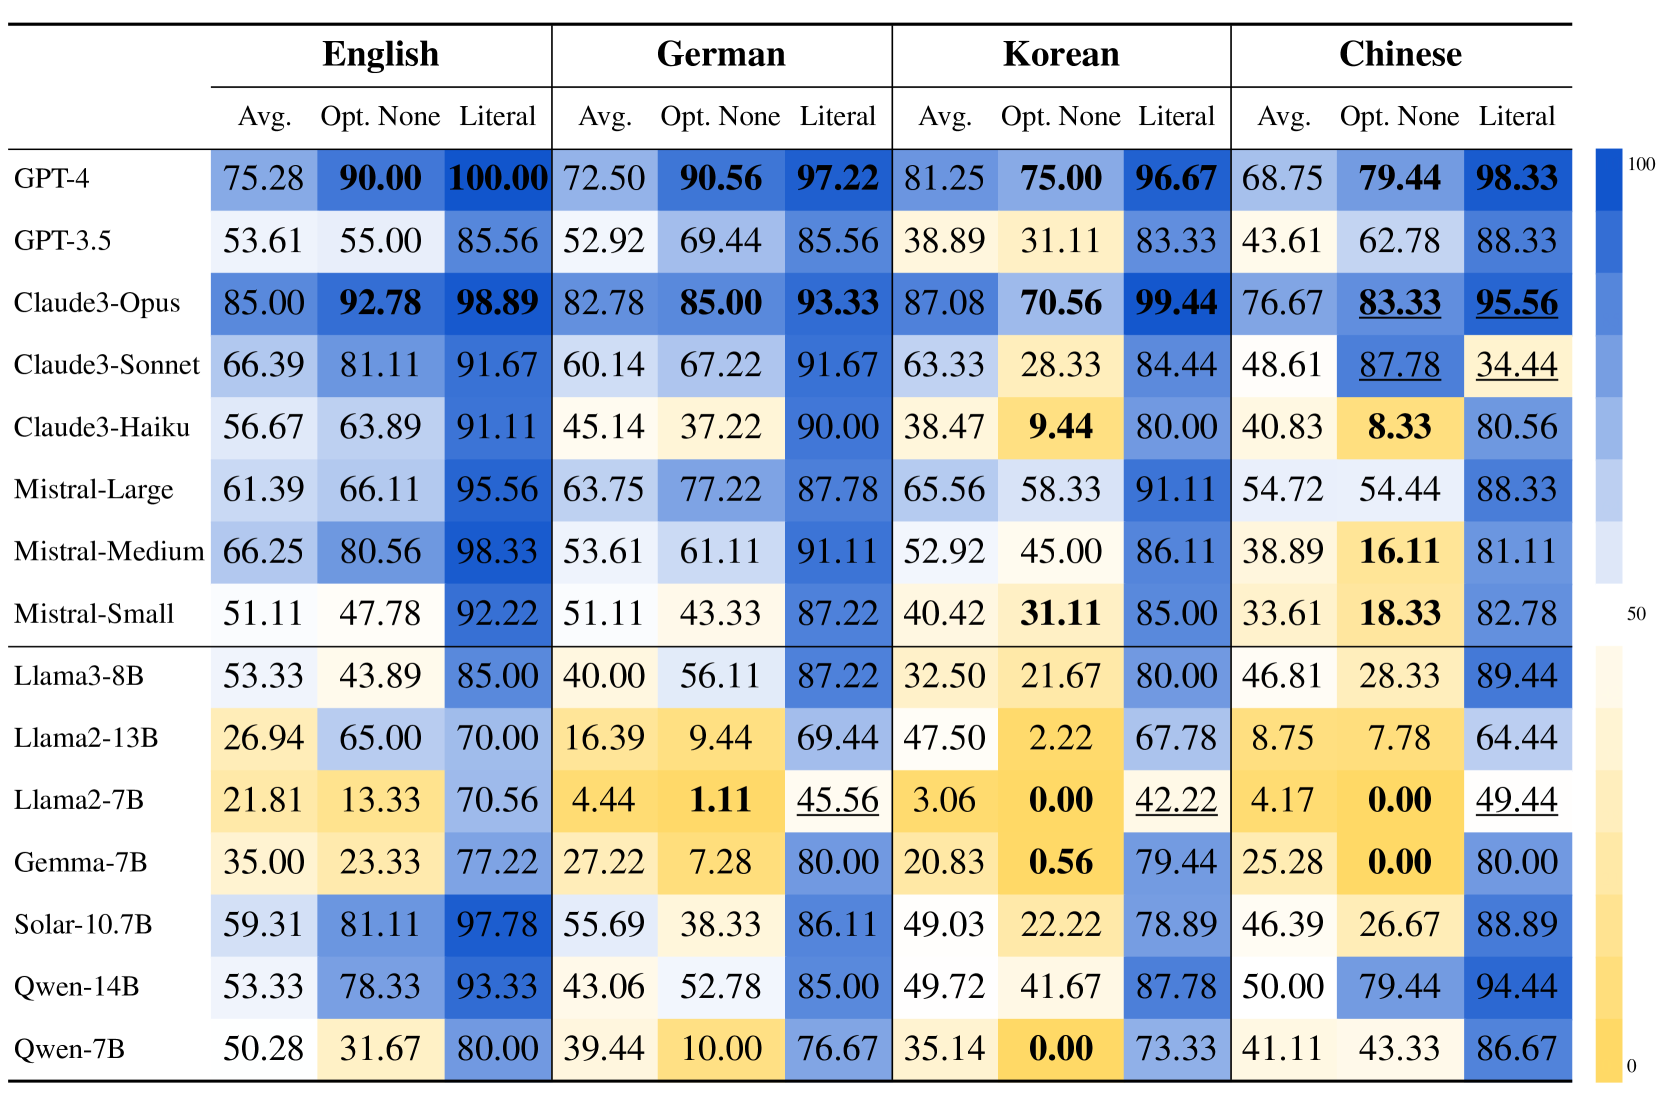 English German Korean Chinese
Avg. Opt. None Literal Avg. Opt. None Literal Avg. Opt. None Literal Avg. Opt. None Literal
GPT-4 75.28 90.00 100.00 72.50 90.56 97.22 81.25 75.00 96.67 68.75 79.44 98.33
100
GPT-3.5 53.61 55.00 85.56 52.92 69.44 85.56 38.89 31.11 83.33 43.61 62.78 88.33
Claude3-Opus 85.00 92.78 98.89 82.78 85.00 93.33 87.08 70.56 99.44 76.67 83.33 95.56
Claude3-Sonnet 66.39 81.11 91.67 60.14 67.22 91.67 63.33 28.33 84.44 48.61 87.78 34.44
Claude3-Haiku 56.67 63.89 91.11 45.14 37.22 90.00 38.47 9.44 80.00 40.83 8.33 80.56
Mistral-Large 61.39 66.11 95.56 63.75 77.22 87.78 65.56 58.33 91.11 54.72 54.44 88.33
Mistral-Medium 66.25 80.56 98.33 53.61 61.11 91.11 52.92 45.00 86.11 38.89 16.11 81.11
Mistral-Small 51.11 47.78 92.22 51.11 43.33 87.22 40.42 31.11 85.00 33.61 18.33 82.78
50
Llama3-8B 53.33 43.89 85.00 40.00 56.11 87.22 32.50 21.67 80.00 46.81 28.33 89.44
Llama2-13B 26.94 65.00 70.00 16.39 9.44 69.44 47.50 2.22 67.78 8.75 7.78 64.44
Llama2-7B 21.81 13.33 70.56 4.44 1.11 45.56 3.06 0.00 42.22 4.17 0.00 49.44
Gemma-7B 35.00 23.33 77.22 27.22 7.28 80.00 20.83 0.56 79.44 25.28 0.00 80.00
Solar-10.7B 59.31 81.11 97.78 55.69 38.33 86.11 49.03 22.22 78.89 46.39 26.67 88.89
Qwen-14B 53.33 78.33 93.33 43.06 52.78 85.00 49.72 41.67 87.78 50.00 79.44 94.44
Qwen-7B 50.28 31.67 80.00 39.44 10.00 76.67 35.14 0.00 73.33 41.11 43.33 86.67
0